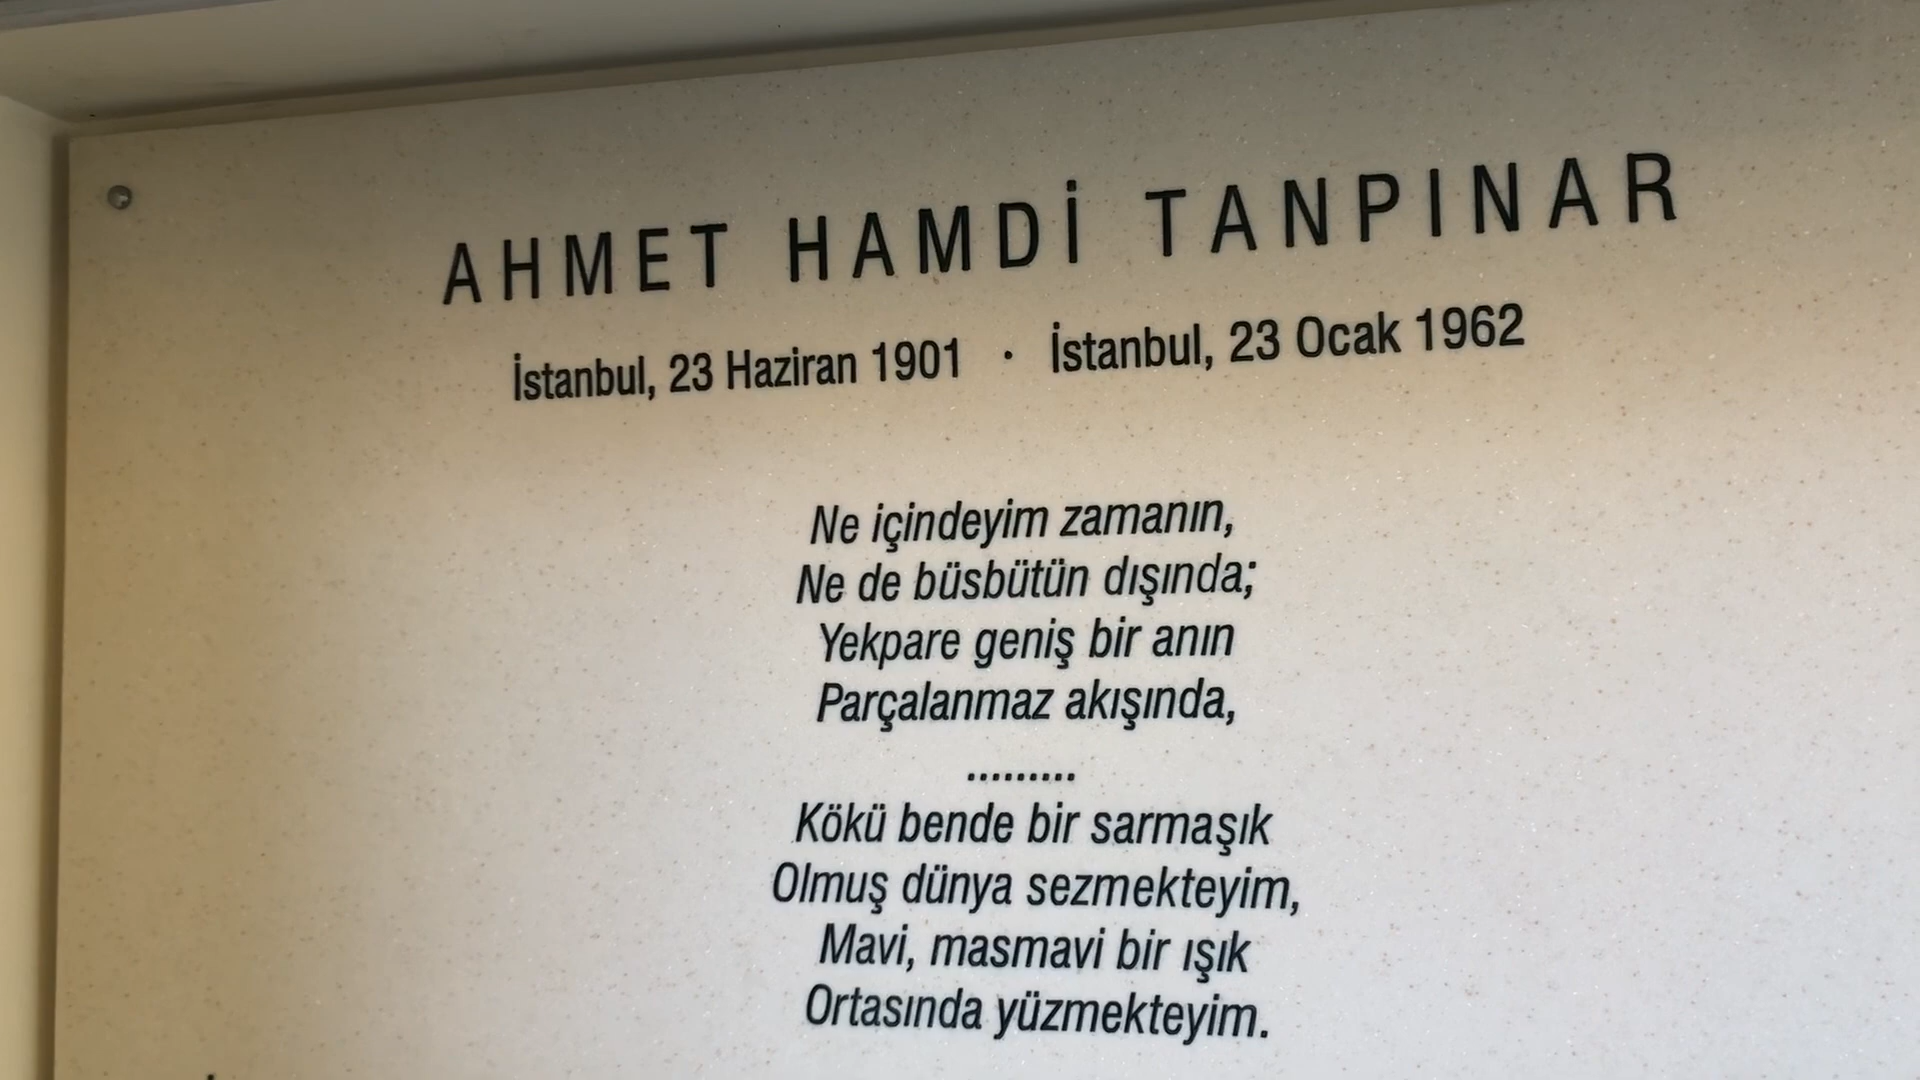 AHMET HAMDİ TANPINAR
İstanbul, 23 Haziran 1901 · İstanbul, 23 Ocak 1962
Ne içindeyim zamanın,
Ne de büsbütün dışında;
Yekpare geniş bir anın
Parçalanmaz akışında,
.........
Kökü bende bir sarmaşık
Olmuş dünya sezmekteyim,
Mavi, masmavi bir ışık
Ortasında yüzmekteyim.